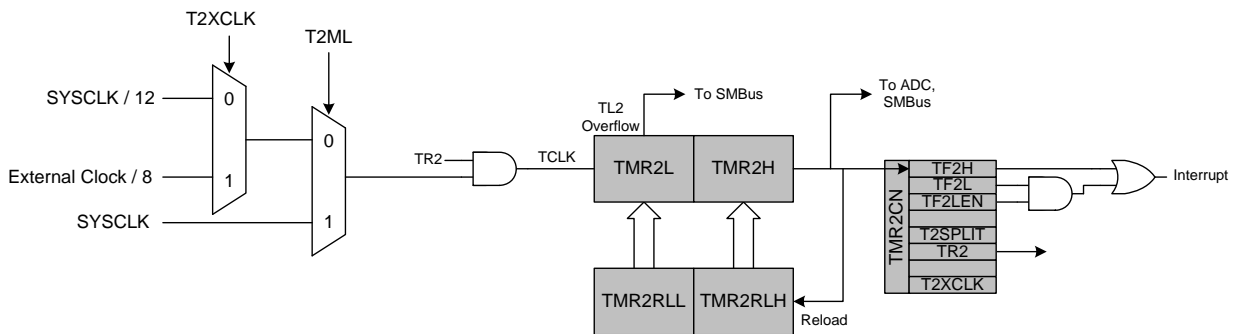 T2XCLK
T2ML
SYSCLK / 12
0
External Clock / 8
1
SYSCLK
0
1
TR2
TCLK
TL2
Overflow
To SMBus
TMR2L
TMR2H
To ADC,
SMBus
TMR2RLL
TMR2RLH
Reload
TMR2CN
TF2H
TF2L
TF2LEN
T2SPLIT
TR2
T2XCLK
Interrupt